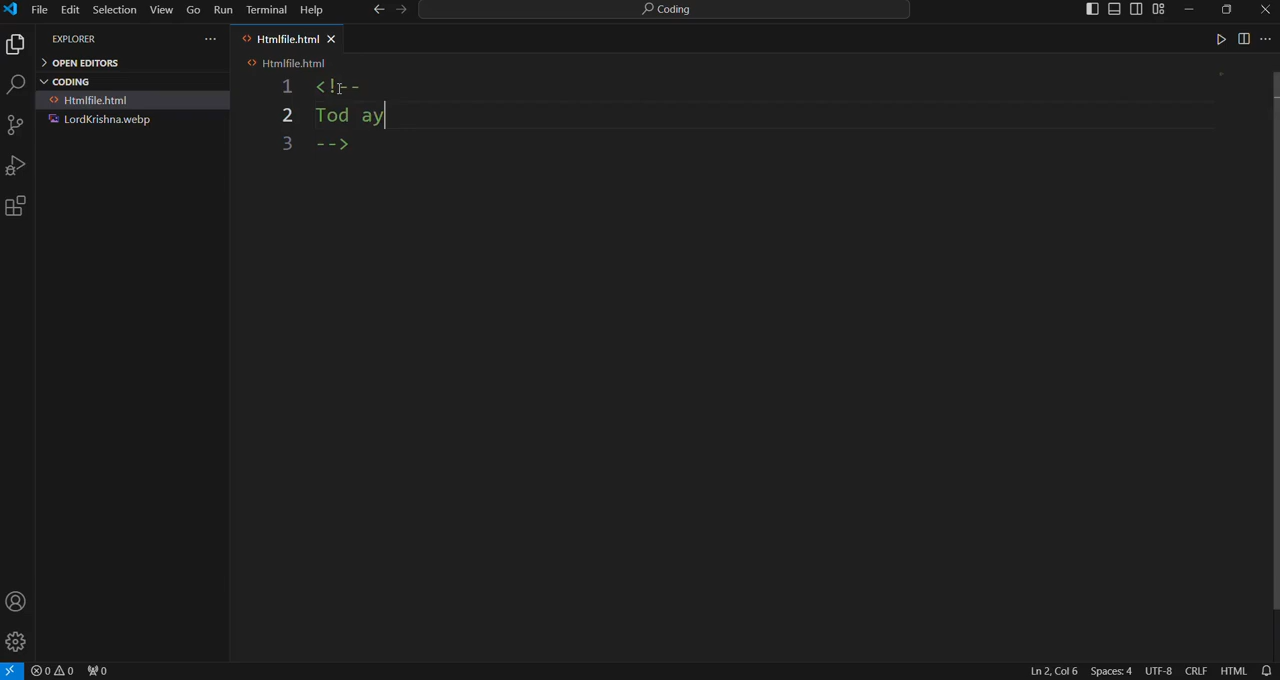 File Edit Selection View Go Run Terminal Help Coding
EXPLORER
Htmlfile.html
OPEN EDITORS
Htmlfile.html
CODING
Htmlfile.html
LordKrishna.webp
1 <!--
2 Tod ay
3 -->
0 0 0
Ln 2, Col 6 Spaces: 4 UTF-8 CRLF HTML